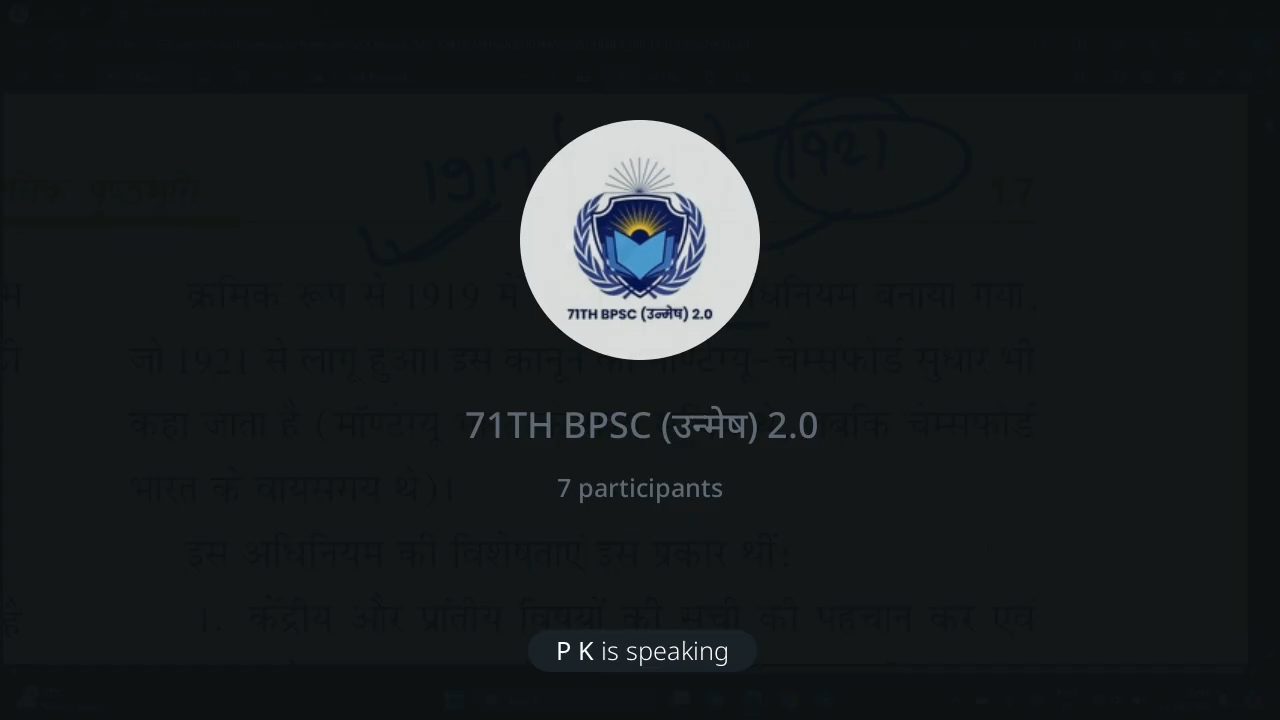 1917 1921
मिक पृष्ठभूमि 17
71TH BPSC (उन्मेष) 2.0
म क्रमिक रूप से 1919 में धिनियम बनाया गया,
जो 1921 से लागू हुआ। इस कानून को मॉण्टेग्यू-चेम्सफोर्ड सुधार भी
71TH BPSC (उन्मेष) 2.0
कहा जाता है (मॉण्टेग्यू बकि चेम्सफोर्ड
7 participants
भारत के वायसराय थे)।
इस अधिनियम की विशेषताएं इस प्रकार थीं:
है 1. केंद्रीय और प्रांतीय विषयों की सूची की पहचान कर एवं
P K is speaking